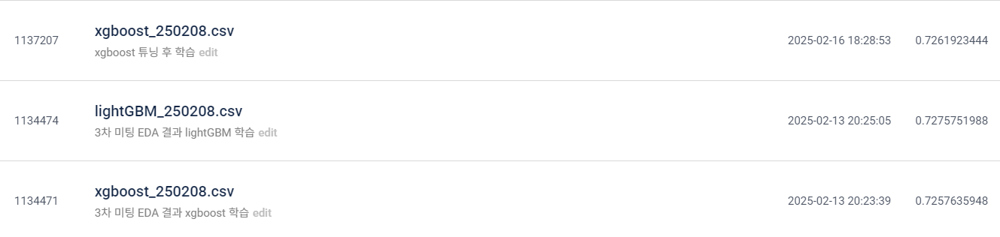 1137207 xgboost_250208.csv 2025-02-16 18:28:53 0.7261923444
xgboost 튜닝 후 학습 edit
1134474 lightGBM_250208.csv 2025-02-13 20:25:05 0.7275751988
3차 미팅 EDA 결과 lightGBM 학습 edit
1134471 xgboost_250208.csv 2025-02-13 20:23:39 0.7257635948
3차 미팅 EDA 결과 xgboost 학습 edit